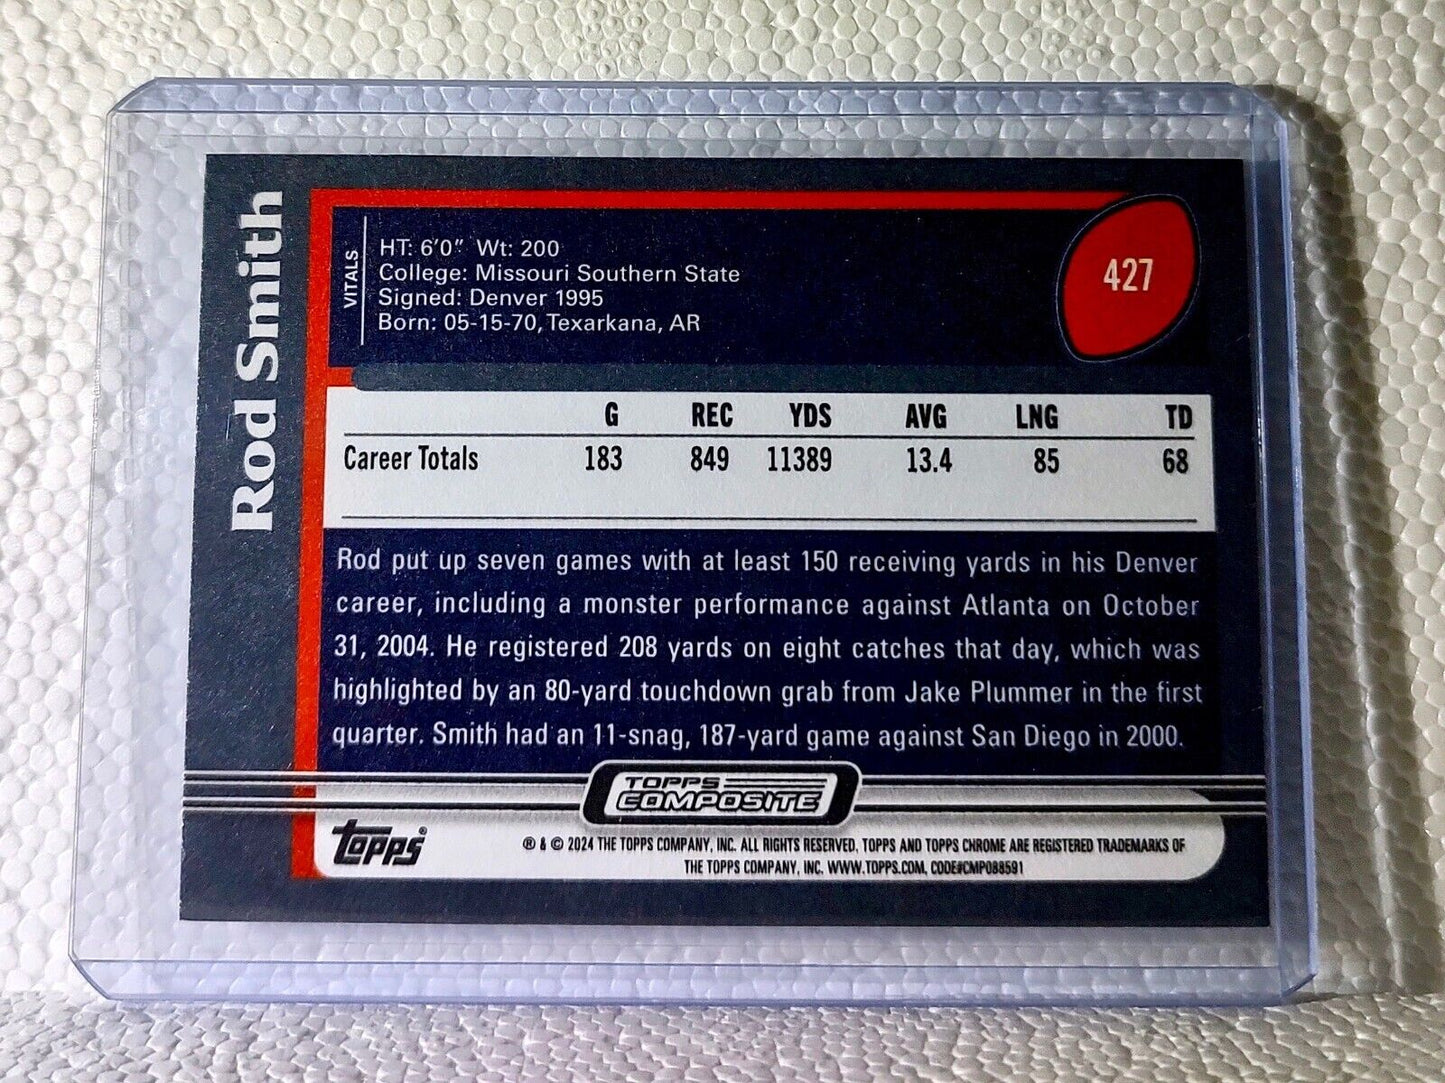 Rod Smith
VITALS
HT: 6'0" Wt: 200
College: Missouri Southern State
Signed: Denver 1995
Born: 05-15-70, Texarkana, AR
427
G REC YDS AVG LNG TD
Career Totals 183 849 11389 13.4 85 68
Rod put up seven games with at least 150 receiving yards in his Denver
career, including a monster performance against Atlanta on October
31, 2004. He registered 208 yards on eight catches that day, which was
highlighted by an 80-yard touchdown grab from Jake Plummer in the first
quarter. Smith had an 11-snag, 187-yard game against San Diego in 2000.
TOPPS
COMPOSITE
Topps®
® & © 2024 THE TOPPS COMPANY, INC. ALL RIGHTS RESERVED. TOPPS AND TOPPS CHROME ARE REGISTERED TRADEMARKS OF
THE TOPPS COMPANY, INC. WWW.TOPPS.COM, CODE#CMP088591